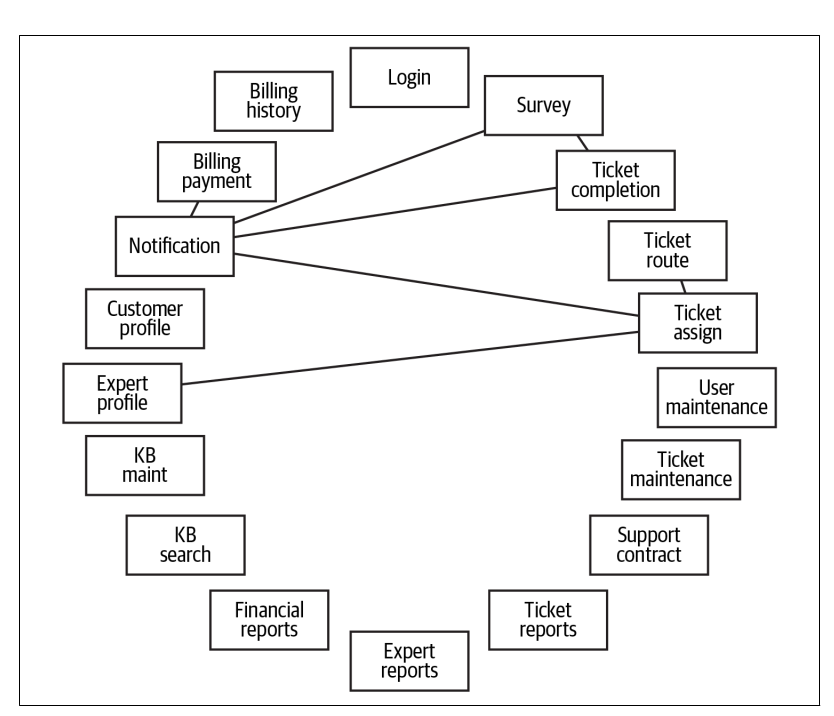 Login
Billing
history
Survey
Billing
payment
Ticket
completion
Notification
Ticket
route
Customer
profile
Ticket
assign
Expert
profile
User
maintenance
KB
maint
Ticket
maintenance
KB
search
Support
contract
Financial
reports
Ticket
reports
Expert
reports